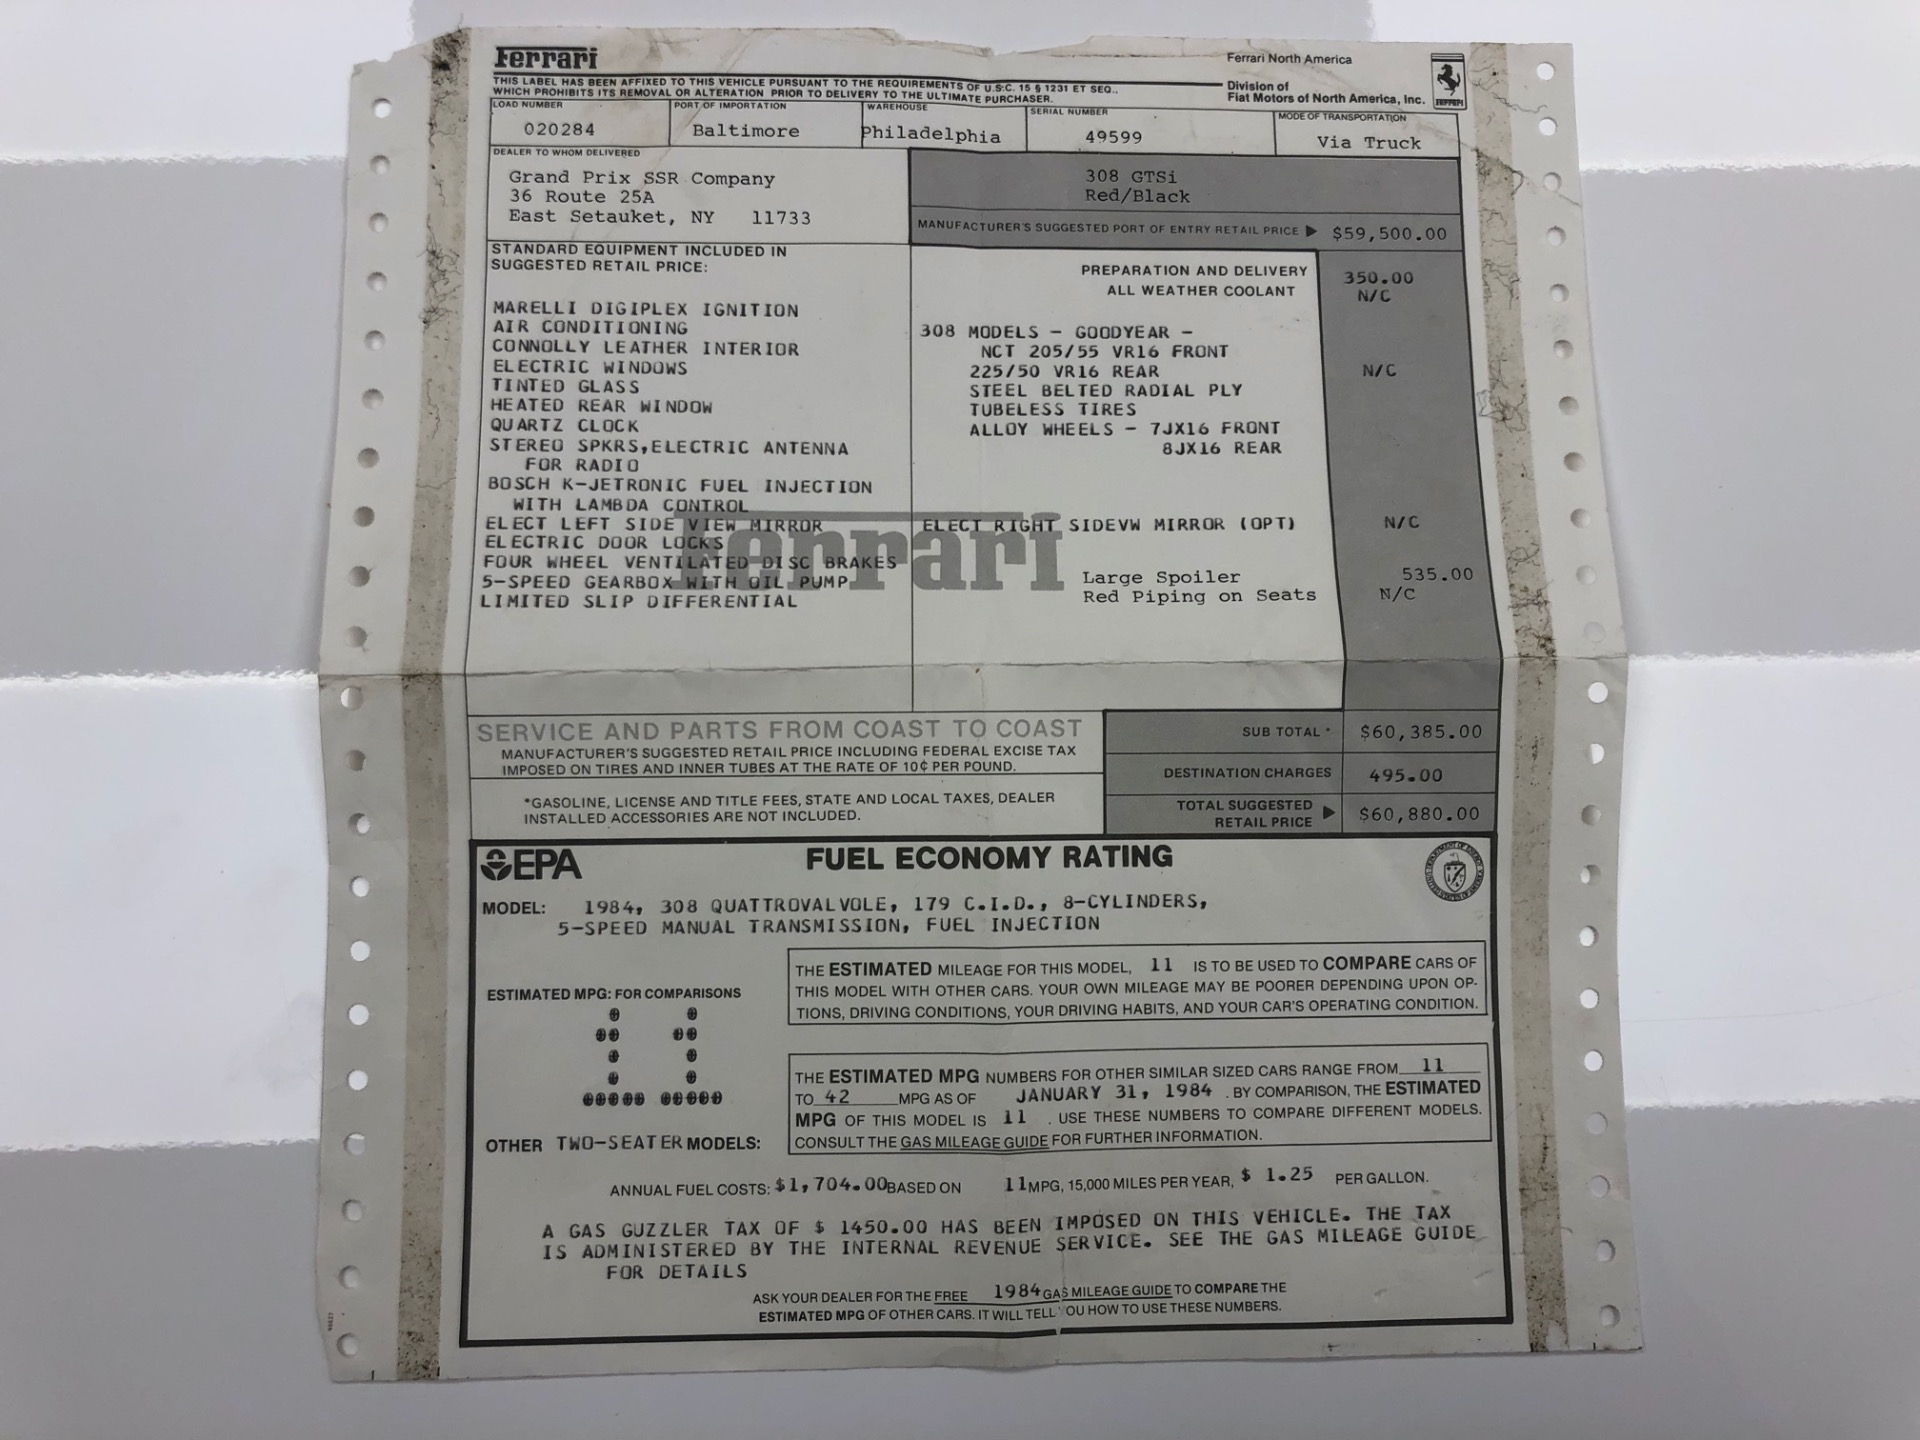 Ferrari
Ferrari North America
THIS LABEL HAS BEEN AFFIXED TO THIS VEHICLE PURSUANT TO THE REQUIREMENTS OF U.S.C. 15 § 1231 ET SEQ.,
WHICH PROHIBITS ITS REMOVAL OR ALTERATION PRIOR TO DELIVERY TO THE ULTIMATE PURCHASER.
Division of
Fiat Motors of North America, Inc.
FERRARI
LOAD NUMBER
020284
PORT OF IMPORTATION
Baltimore
WAREHOUSE
Philadelphia
SERIAL NUMBER
49599
MODE OF TRANSPORTATION
Via Truck
DEALER TO WHOM DELIVERED
Grand Prix SSR Company
36 Route 25A
East Setauket, NY 11733
308 GTSi
Red/Black
MANUFACTURER'S SUGGESTED PORT OF ENTRY RETAIL PRICE ▶ $59,500.00
STANDARD EQUIPMENT INCLUDED IN
SUGGESTED RETAIL PRICE:
MARELLI DIGIPLEX IGNITION
AIR CONDITIONING
CONNOLLY LEATHER INTERIOR
ELECTRIC WINDOWS
TINTED GLASS
HEATED REAR WINDOW
QUARTZ CLOCK
STEREO SPKRS,ELECTRIC ANTENNA
FOR RADIO
BOSCH K-JETRONIC FUEL INJECTION
WITH LAMBDA CONTROL
ELECT LEFT SIDE VIEW MIRROR
ELECTRIC DOOR LOCKS
FOUR WHEEL VENTILATED DISC BRAKES
5-SPEED GEARBOX WITH OIL PUMP
LIMITED SLIP DIFFERENTIAL
Ferrari
PREPARATION AND DELIVERY 350.00
ALL WEATHER COOLANT N/C
308 MODELS - GOODYEAR -
NCT 205/55 VR16 FRONT
225/50 VR16 REAR N/C
STEEL BELTED RADIAL PLY
TUBELESS TIRES
ALLOY WHEELS - 7JX16 FRONT
8JX16 REAR
ELECT RIGHT SIDEVW MIRROR (OPT) N/C
Large Spoiler 535.00
Red Piping on Seats N/C
SERVICE AND PARTS FROM COAST TO COAST
MANUFACTURER'S SUGGESTED RETAIL PRICE INCLUDING FEDERAL EXCISE TAX
IMPOSED ON TIRES AND INNER TUBES AT THE RATE OF 10¢ PER POUND.
*GASOLINE, LICENSE AND TITLE FEES, STATE AND LOCAL TAXES, DEALER
INSTALLED ACCESSORIES ARE NOT INCLUDED.
SUB TOTAL * $60,385.00
DESTINATION CHARGES 495.00
TOTAL SUGGESTED
RETAIL PRICE ▶ $60,880.00
EPA
FUEL ECONOMY RATING
MODEL: 1984, 308 QUATTROVALVOLE, 179 C.I.D., 8-CYLINDERS,
5-SPEED MANUAL TRANSMISSION, FUEL INJECTION
ESTIMATED MPG: FOR COMPARISONS
11
THE ESTIMATED MILEAGE FOR THIS MODEL, 11 IS TO BE USED TO COMPARE CARS OF
THIS MODEL WITH OTHER CARS. YOUR OWN MILEAGE MAY BE POORER DEPENDING UPON OP-
TIONS, DRIVING CONDITIONS, YOUR DRIVING HABITS, AND YOUR CAR'S OPERATING CONDITION.
OTHER TWO-SEATER MODELS:
THE ESTIMATED MPG NUMBERS FOR OTHER SIMILAR SIZED CARS RANGE FROM 11
TO 42 MPG AS OF JANUARY 31, 1984 . BY COMPARISON, THE ESTIMATED
MPG OF THIS MODEL IS 11 . USE THESE NUMBERS TO COMPARE DIFFERENT MODELS.
CONSULT THE GAS MILEAGE GUIDE FOR FURTHER INFORMATION.
ANNUAL FUEL COSTS: $1,704.00 BASED ON 11 MPG, 15,000 MILES PER YEAR, $ 1.25 PER GALLON.
A GAS GUZZLER TAX OF $ 1450.00 HAS BEEN IMPOSED ON THIS VEHICLE. THE TAX
IS ADMINISTERED BY THE INTERNAL REVENUE SERVICE. SEE THE GAS MILEAGE GUIDE
FOR DETAILS
ASK YOUR DEALER FOR THE FREE 1984 GAS MILEAGE GUIDE TO COMPARE THE
ESTIMATED MPG OF OTHER CARS. IT WILL TELL OU HOW TO USE THESE NUMBERS.